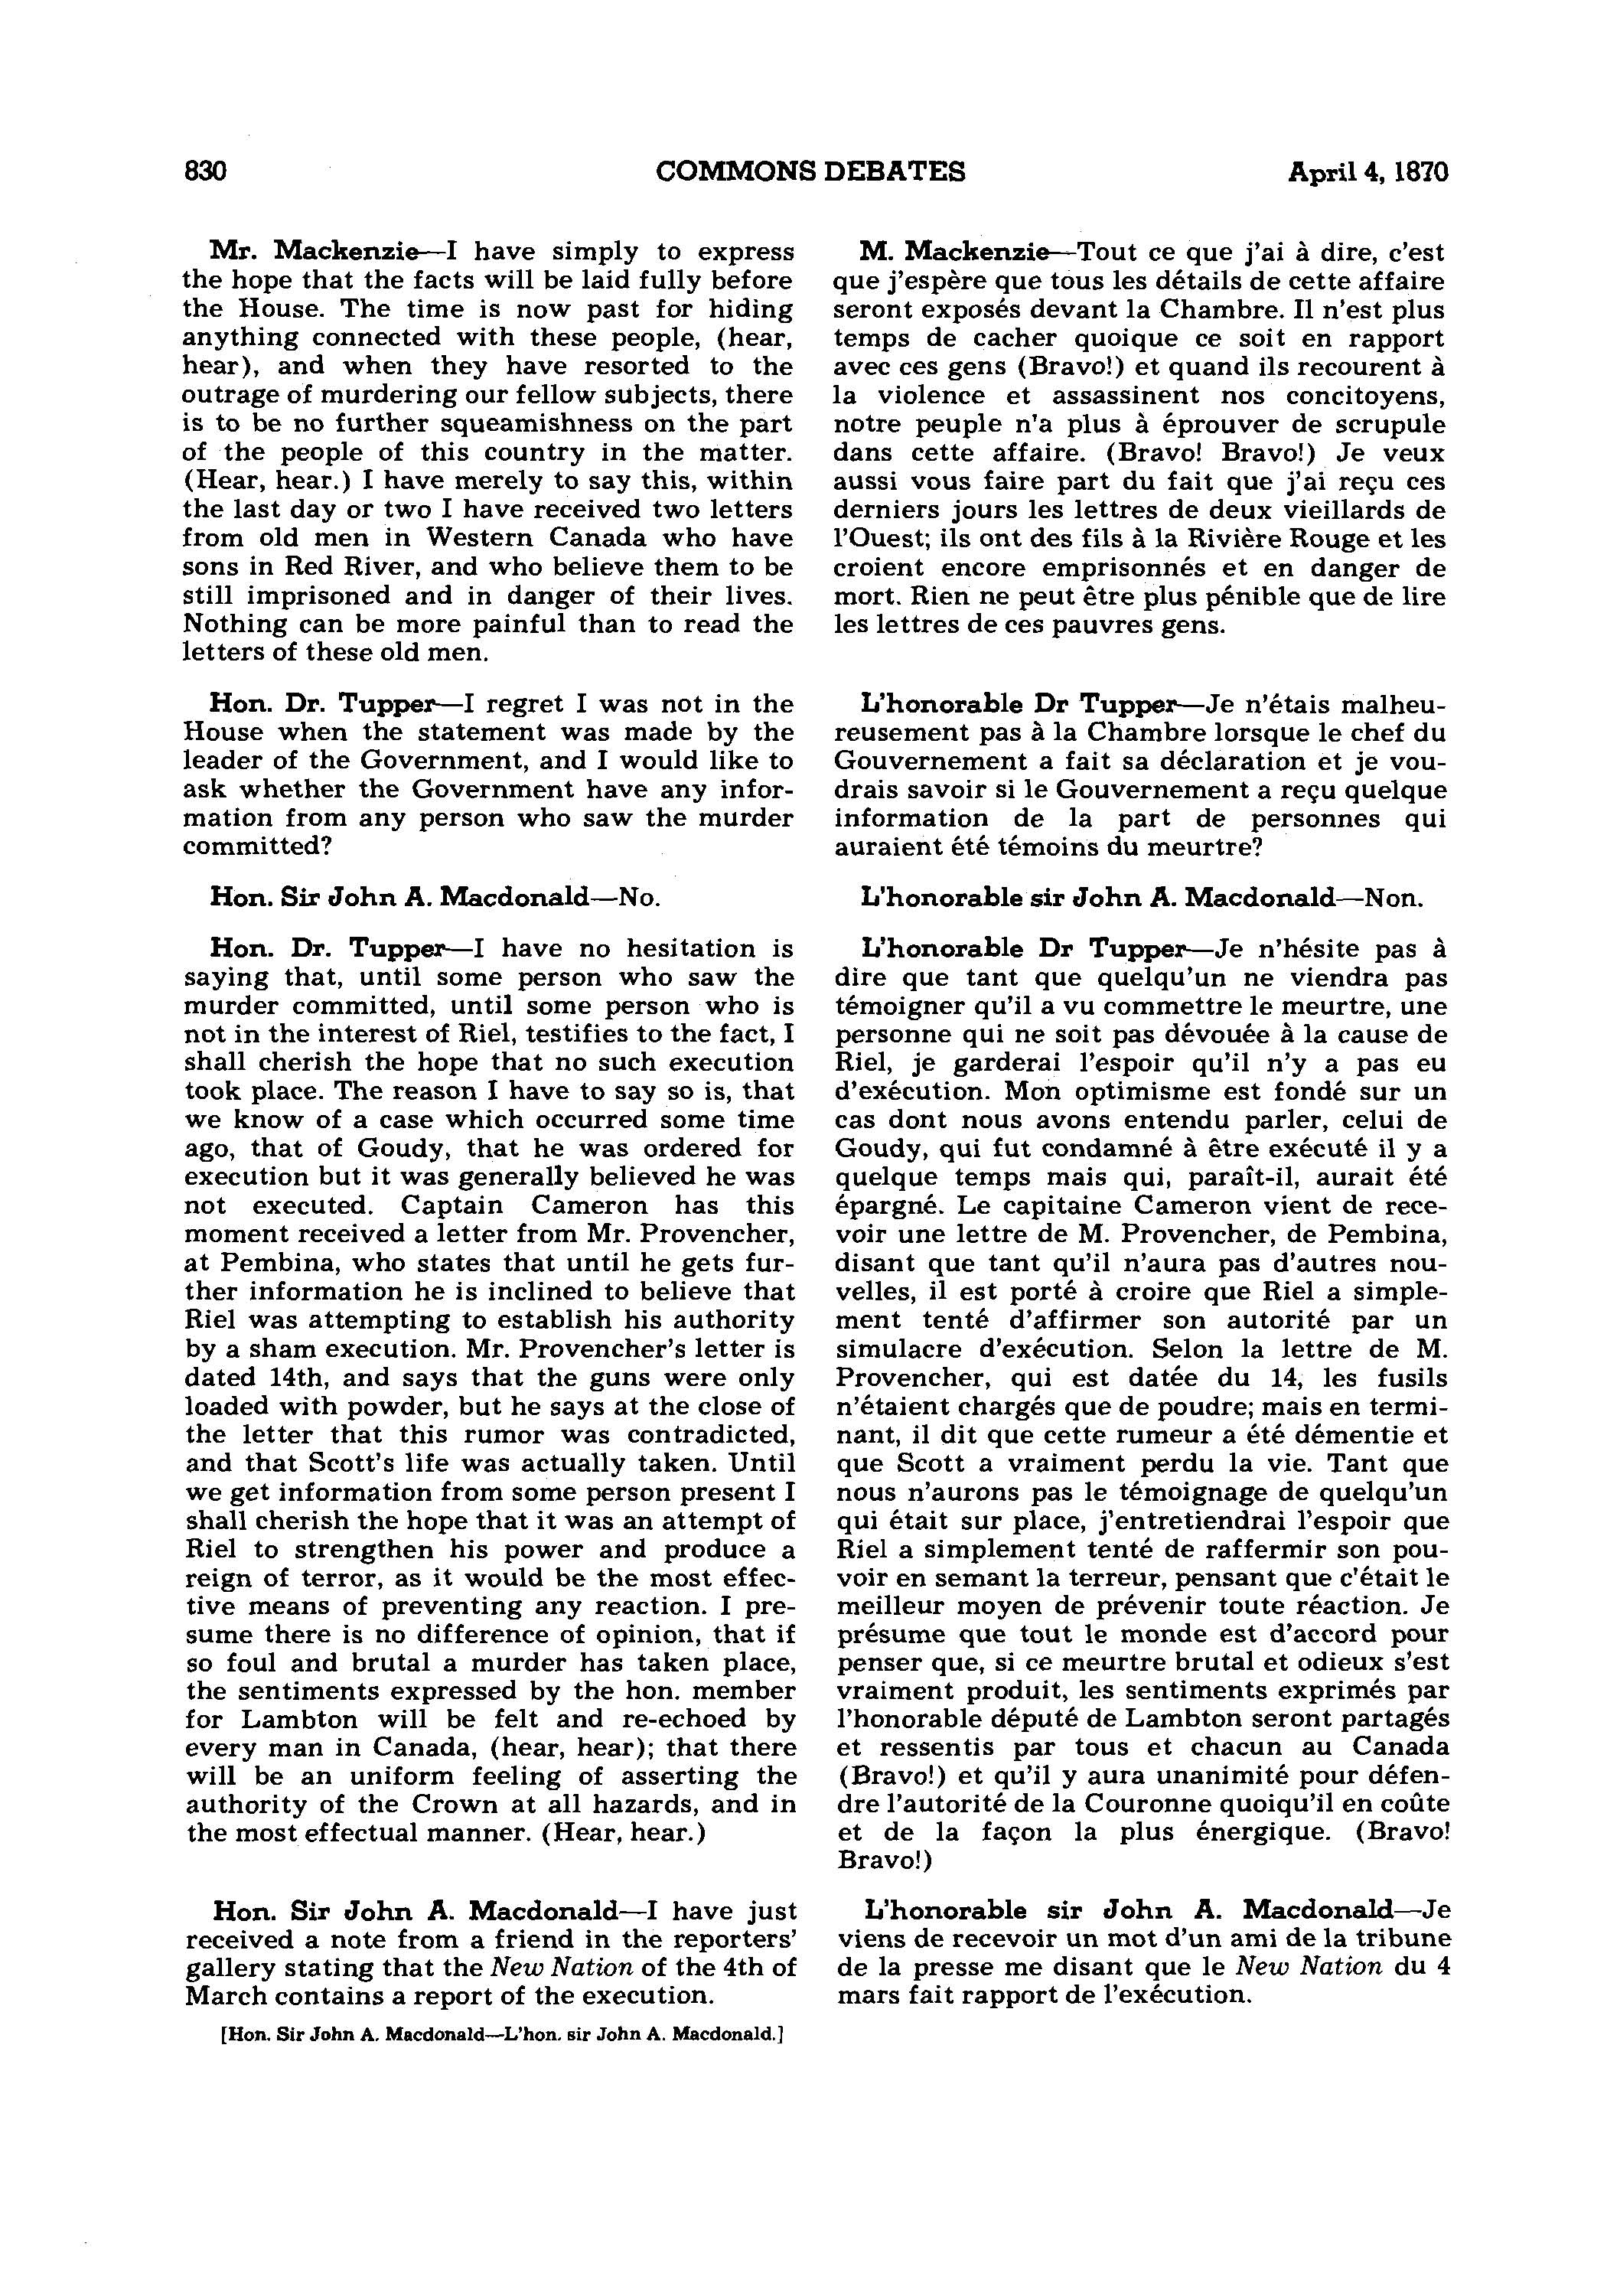 830
COMMONS DEBATES
April 4, 1870
Mr. Mackenzie—I have simply to express
the hope that the facts will be laid fully before
the House. The time is now past for hiding
anything connected with these people, (hear,
hear), and when they have resorted to the
outrage of murdering our fellow subjects, there
is to be no further squeamishness on the part
of the people of this country in the matter.
(Hear, hear.) I have merely to say this, within
the last day or two I have received two letters
from old men in Western Canada who have
sons in Red River, and who believe them to be
still imprisoned and in danger of their lives.
Nothing can be more painful than to read the
letters of these old men.
Hon. Dr. Tupper—I regret I was not in the
House when the statement was made by the
leader of the Government, and I would like to
ask whether the Government have any infor-
mation from any person who saw the murder
committed?
Hon. Sir John A. Macdonald—No.
Hon. Dr. Tupper—I have no hesitation is
saying that, until some person who saw the
murder committed, until some person who is
not in the interest of Riel, testifies to the fact, I
shall cherish the hope that no such execution
took place. The reason I have to say so is, that
we know of a case which occurred some time
ago, that of Goudy, that he was ordered for
execution but it was generally believed he was
not executed. Captain Cameron has this
moment received a letter from Mr. Provencher,
at Pembina, who states that until he gets fur-
ther information he is inclined to believe that
Riel was attempting to establish his authority
by a sham execution. Mr. Provencher's letter is
dated 14th, and says that the guns were only
loaded with powder, but he says at the close of
the letter that this rumor was contradicted,
and that Scott's life was actually taken. Until
we get information from some person present I
shall cherish the hope that it was an attempt of
Riel to strengthen his power and produce a
reign of terror, as it would be the most effec-
tive means of preventing any reaction. I pre-
sume there is no difference of opinion, that if
so foul and brutal a murder has taken place,
the sentiments expressed by the hon. member
for Lambton will be felt and re-echoed by
every man in Canada, (hear, hear); that there
will be an uniform feeling of asserting the
authority of the Crown at all hazards, and in
the most effectual manner. (Hear, hear.)
Hon. Sir John A. Macdonald—I have just
received a note from a friend in the reporters'
gallery stating that the New Nation of the 4th of
March contains a report of the execution.
[Hon. Sir John A. Macdonald—L'hon. sir John A. Macdonald.]
M. Mackenzie—Tout ce que j'ai à dire, c'est
que j'espère que tous les détails de cette affaire
seront exposés devant la Chambre. Il n'est plus
temps de cacher quoique ce soit en rapport
avec ces gens (Bravo!) et quand ils recourent à
la violence et assassinent nos concitoyens,
notre peuple n'a plus à éprouver de scrupule
dans cette affaire. (Bravo! Bravo!) Je veux
aussi vous faire part du fait que j'ai reçu ces
derniers jours les lettres de deux vieillards de
l'Ouest; ils ont des fils à la Rivière Rouge et les
croient encore emprisonnés et en danger de
mort. Rien ne peut être plus pénible que de lire
les lettres de ces pauvres gens.
L'honorable Dr Tupper—Je n'étais malheu-
reusement pas à la Chambre lorsque le chef du
Gouvernement a fait sa déclaration et je vou-
drais savoir si le Gouvernement a reçu quelque
information de la part de personnes qui
auraient été témoins du meurtre?
L'honorable sir John A. Macdonald—Non.
L'honorable Dr Tupper—Je n'hésite pas à
dire que tant que quelqu'un ne viendra pas
témoigner qu'il a vu commettre le meurtre, une
personne qui ne soit pas dévouée à la cause de
Riel, je garderai l'espoir qu'il n'y a pas eu
d'exécution. Mon optimisme est fondé sur un
cas dont nous avons entendu parler, celui de
Goudy, qui fut condamné à être exécuté il y a
quelque temps mais qui, paraît-il, aurait été
épargné. Le capitaine Cameron vient de rece-
voir une lettre de M. Provencher, de Pembina,
disant que tant qu'il n'aura pas d'autres nou-
velles, il est porté à croire que Riel a simple-
ment tenté d'affirmer son autorité par un
simulacre d'exécution. Selon la lettre de M.
Provencher, qui est datée du 14, les fusils
n'étaient chargés que de poudre; mais en termi-
nant, il dit que cette rumeur a été démentie et
que Scott a vraiment perdu la vie. Tant que
nous n'aurons pas le témoignage de quelqu'un
qui était sur place, j'entretiendrai l'espoir que
Riel a simplement tenté de raffermir son pou-
voir en semant la terreur, pensant que c'était le
meilleur moyen de prévenir toute réaction. Je
présume que tout le monde est d'accord pour
penser que, si ce meurtre brutal et odieux s'est
vraiment produit, les sentiments exprimés par
l'honorable député de Lambton seront partagés
et ressentis par tous et chacun au Canada
(Bravo!) et qu'il y aura unanimité pour défen-
dre l'autorité de la Couronne quoiqu'il en coûte
et de la façon la plus énergique. (Bravo!
Bravo!)
L'honorable sir John A. Macdonald—Je
viens de recevoir un mot d'un ami de la tribune
de la presse me disant que le New Nation du 4
mars fait rapport de l'exécution.